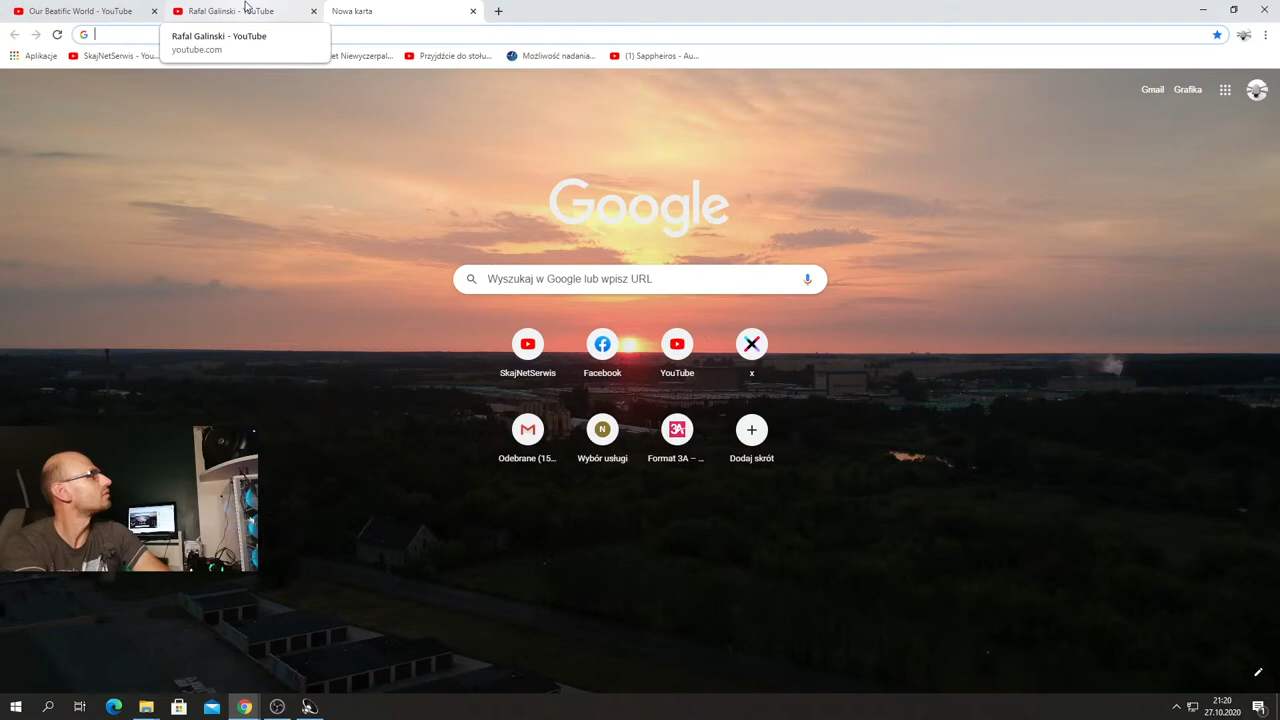 Our Beatific World - YouTube
Rafal Galinski - YouTube
Nowa karta
Rafal Galinski - YouTube
youtube.com
Aplikacje
SkajNetSerwis - You...
et Niewyczerpal...
Przyjdźcie do stołu...
Możliwość nadania...
(1) Sappheiros - Au...
Gmail
Grafika
Google
Wyszukaj w Google lub wpisz URL
SkajNetSerwis
Facebook
YouTube
x
Odebrane (15...
N
Wybór usługi
3A
Format 3A – ...
Dodaj skrót
21:20
27.10.2020
1